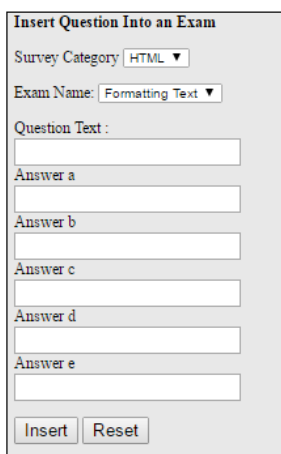 Insert Question Into an Exam
Survey Category HTML ▼
Exam Name: Formatting Text ▼
Question Text :
Answer a
Answer b
Answer c
Answer d
Answer e
Insert Reset